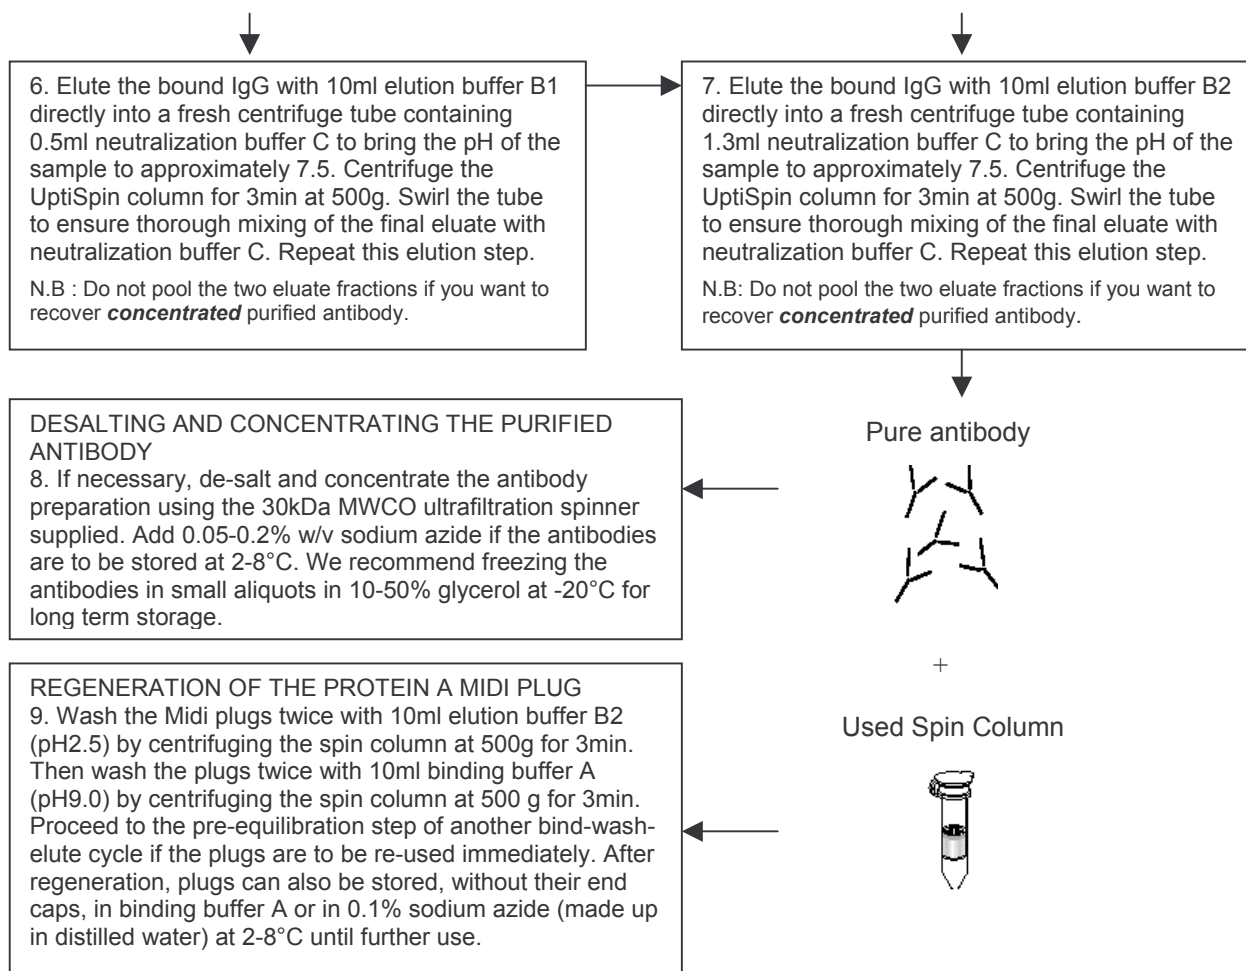 6. Elute the bound IgG with 10ml elution buffer B1
directly into a fresh centrifuge tube containing
0.5ml neutralization buffer C to bring the pH of the
sample to approximately 7.5. Centrifuge the
UptiSpin column for 3min at 500g. Swirl the tube
to ensure thorough mixing of the final eluate with
neutralization buffer C. Repeat this elution step.
N.B : Do not pool the two eluate fractions if you want to
recover concentrated purified antibody.
7. Elute the bound IgG with 10ml elution buffer B2
directly into a fresh centrifuge tube containing
1.3ml neutralization buffer C to bring the pH of the
sample to approximately 7.5. Centrifuge the
UptiSpin column for 3min at 500g. Swirl the tube
to ensure thorough mixing of the final eluate with
neutralization buffer C. Repeat this elution step.
N.B: Do not pool the two eluate fractions if you want to
recover concentrated purified antibody.
DESALTING AND CONCENTRATING THE PURIFIED
ANTIBODY
8. If necessary, de-salt and concentrate the antibody
preparation using the 30kDa MWCO ultrafiltration spinner
supplied. Add 0.05-0.2% w/v sodium azide if the antibodies
are to be stored at 2-8°C. We recommend freezing the
antibodies in small aliquots in 10-50% glycerol at -20°C for
long term storage.
Pure antibody
+
Used Spin Column
REGENERATION OF THE PROTEIN A MIDI PLUG
9. Wash the Midi plugs twice with 10ml elution buffer B2
(pH2.5) by centrifuging the spin column at 500g for 3min.
Then wash the plugs twice with 10ml binding buffer A
(pH9.0) by centrifuging the spin column at 500 g for 3min.
Proceed to the pre-equilibration step of another bind-wash-
elute cycle if the plugs are to be re-used immediately. After
regeneration, plugs can also be stored, without their end
caps, in binding buffer A or in 0.1% sodium azide (made up
in distilled water) at 2-8°C until further use.